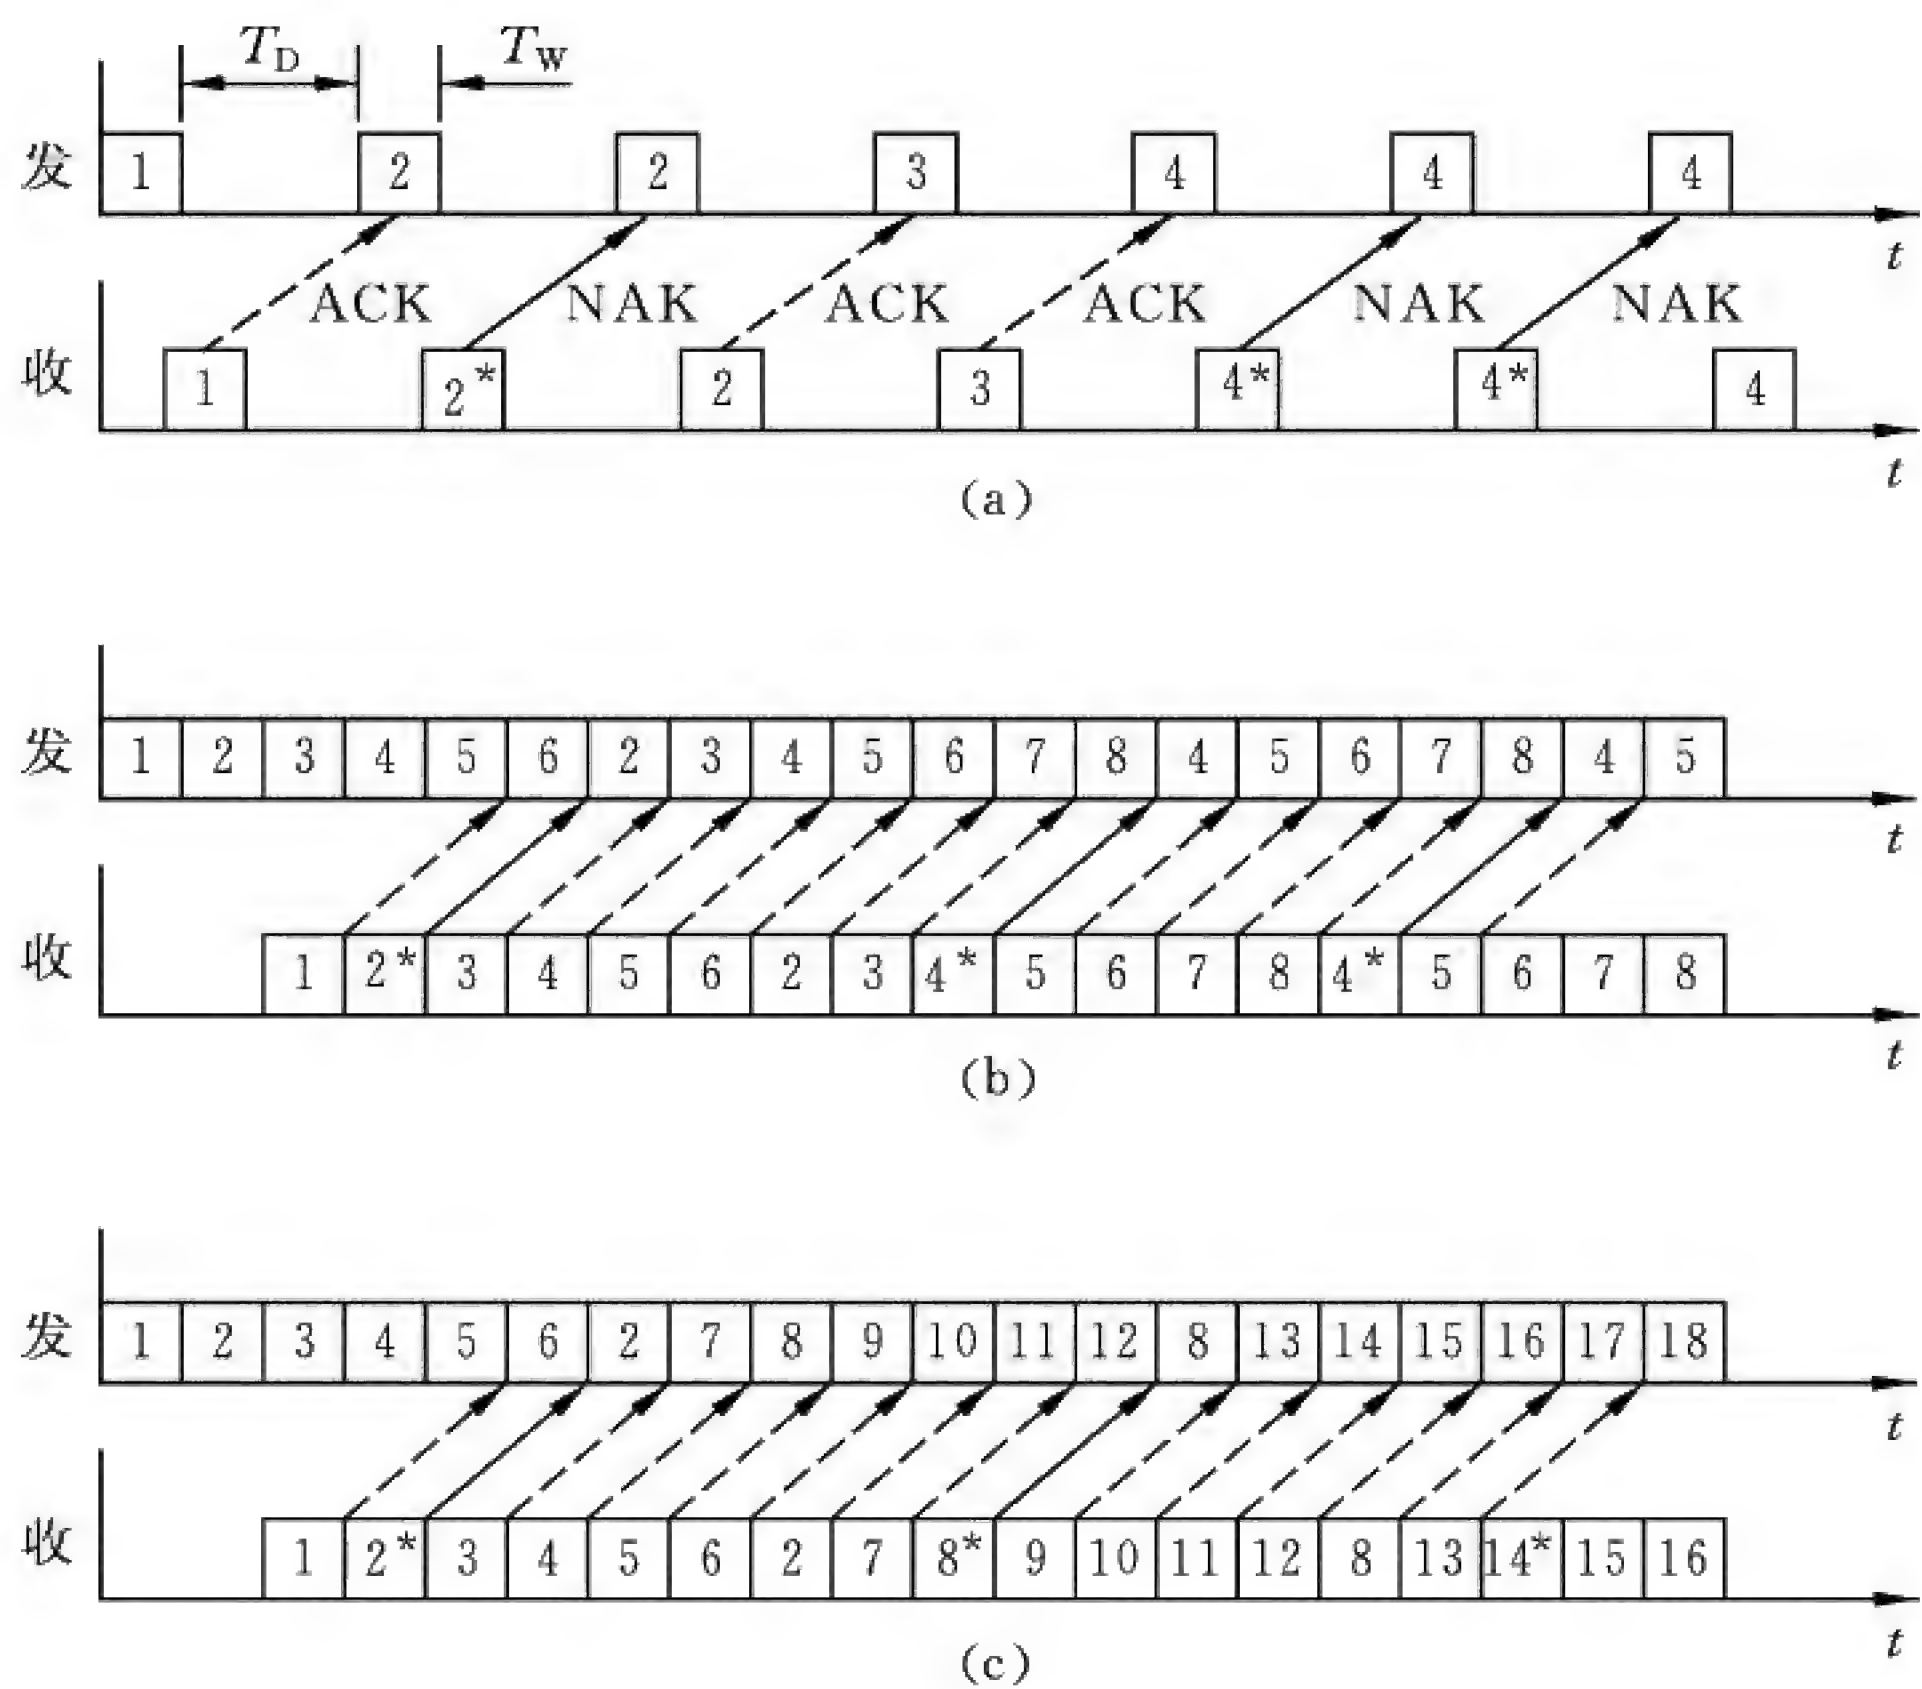 T_D T_W
发 1 2 2 3 4 4 4
t
ACK NAK ACK ACK NAK NAK
收 1 2* 2 3 4* 4* 4
t
(a)
发 1 2 3 4 5 6 2 3 4 5 6 7 8 4 5 6 7 8 4 5
t
收 1 2* 3 4 5 6 2 3 4* 5 6 7 8 4* 5 6 7 8
t
(b)
发 1 2 3 4 5 6 2 7 8 9 10 11 12 8 13 14 15 16 17 18
t
收 1 2* 3 4 5 6 2 7 8* 9 10 11 12 8 13 14* 15 16
t
(c)